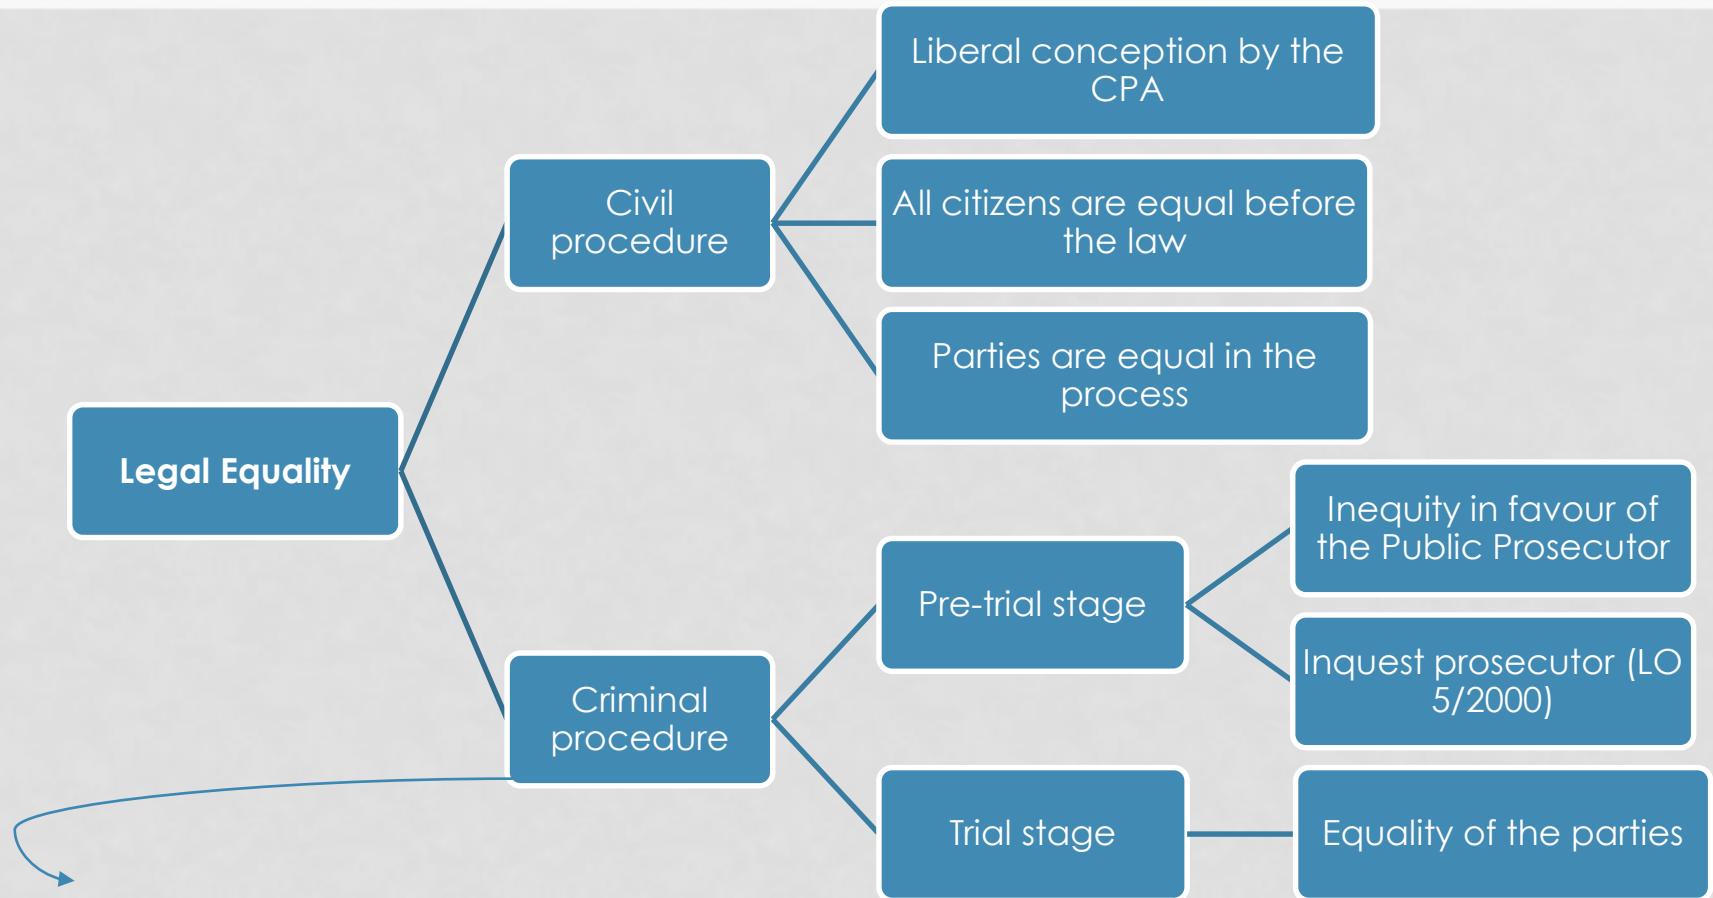 Liberal conception by the
CPA
Civil
procedure
All citizens are equal before
the law
Parties are equal in the
process
Legal Equality
Inequity in favour of
the Public Prosecutor
Pre-trial stage
Inquest prosecutor (LO
5/2000)
Criminal
procedure
Trial stage
Equality of the parties